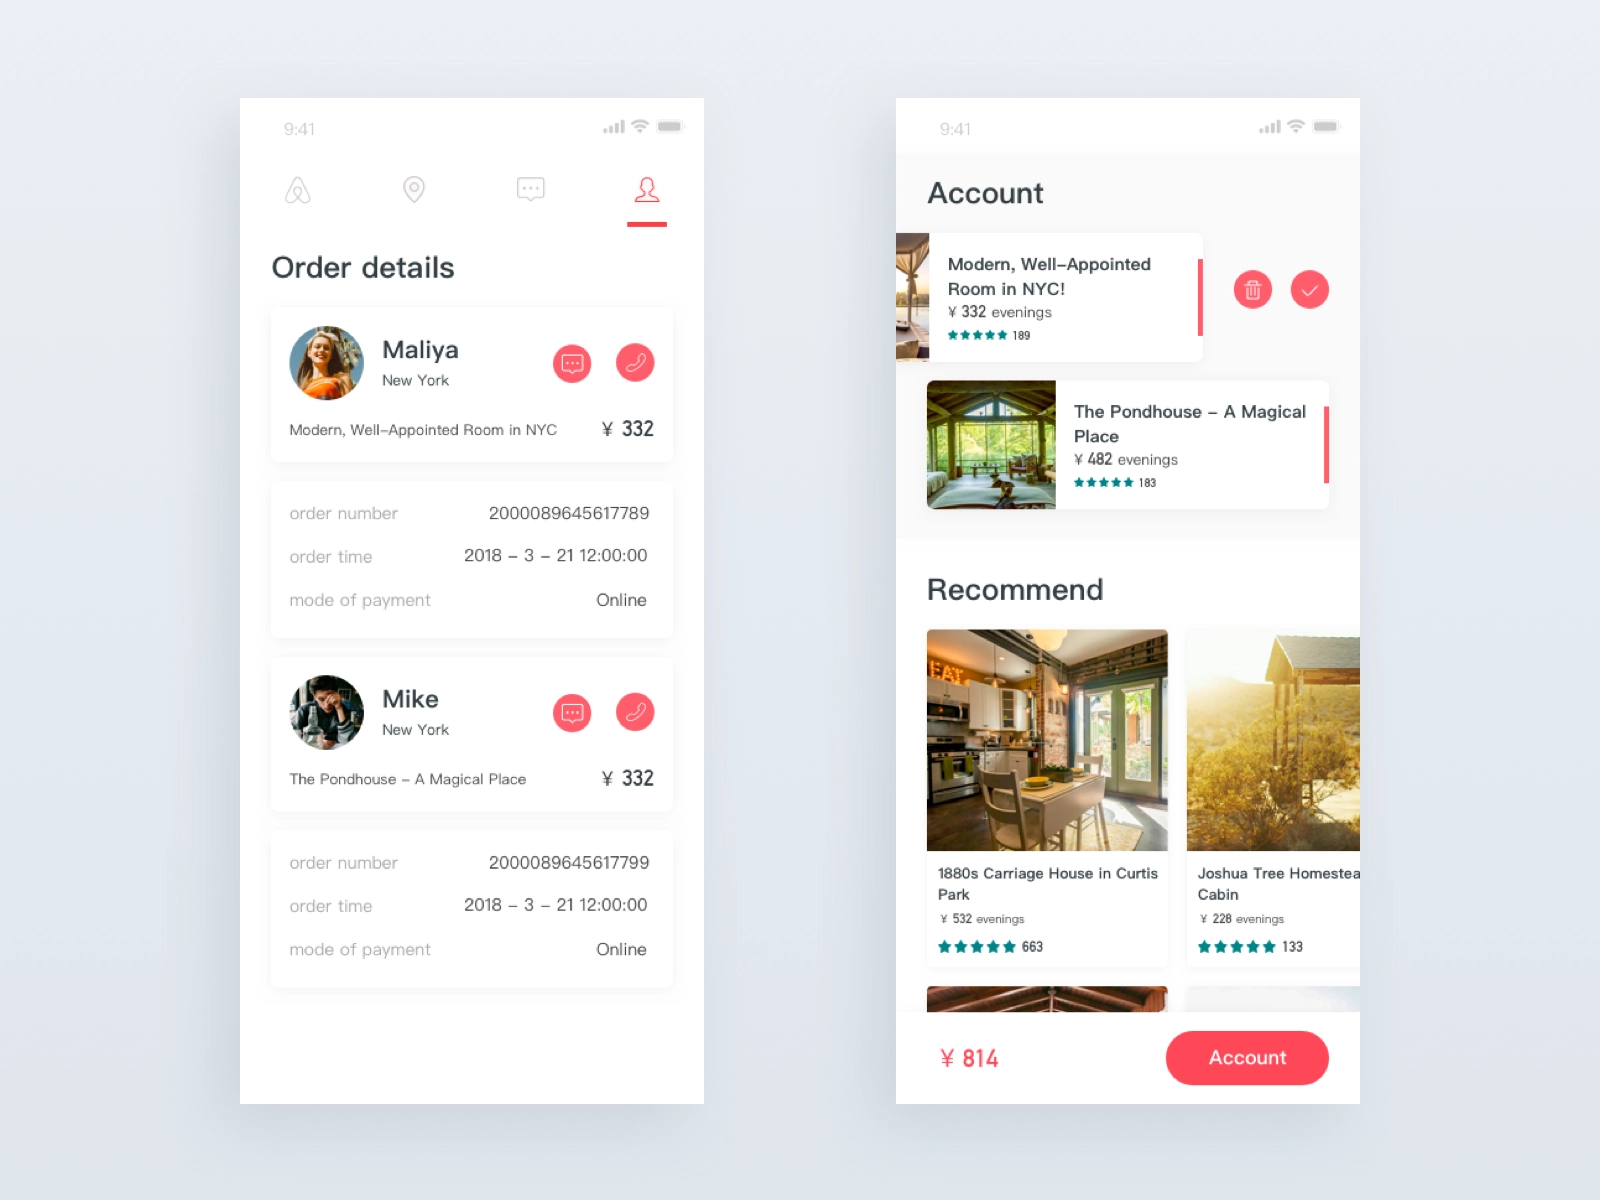 9:41
Order details
Maliya
New York
Modern, Well-Appointed Room in NYC
¥ 332
order number
2000089645617789
order time
2018 - 3 - 21 12:00:00
mode of payment
Online
Mike
New York
The Pondhouse - A Magical Place
¥ 332
order number
2000089645617799
order time
2018 - 3 - 21 12:00:00
mode of payment
Online
9:41
Account
Modern, Well-Appointed
Room in NYC!
¥ 332 evenings
189
The Pondhouse - A Magical
Place
¥ 482 evenings
183
Recommend
EAT
1880s Carriage House in Curtis
Park
¥ 532 evenings
663
Joshua Tree Homestea
Cabin
¥ 228 evenings
133
¥ 814
Account